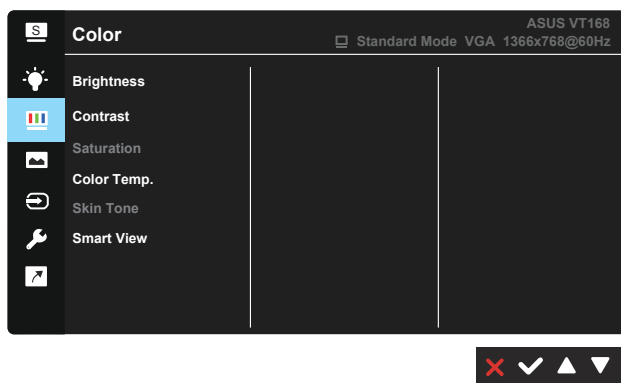 S
Color
ASUS VT168
Standard Mode VGA 1366x768@60Hz
Brightness
Contrast
Saturation
Color Temp.
Skin Tone
Smart View